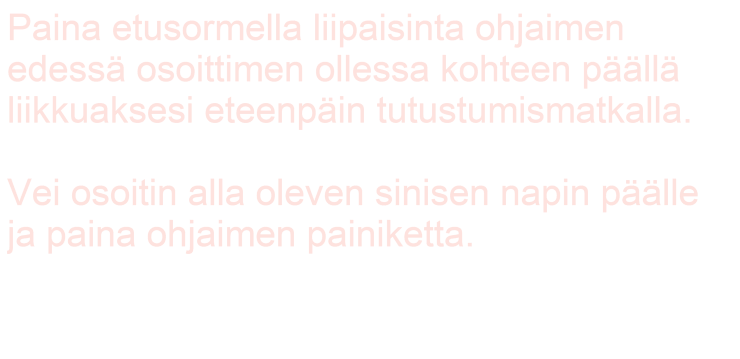 Paina etusormella liipaisinta ohjaimen
edessä osoittimen ollessa kohteen päällä
liikkuaksesi eteenpäin tutustumismatkalla.
Vei osoitin alla oleven sinisen napin päälle
ja paina ohjaimen painiketta.